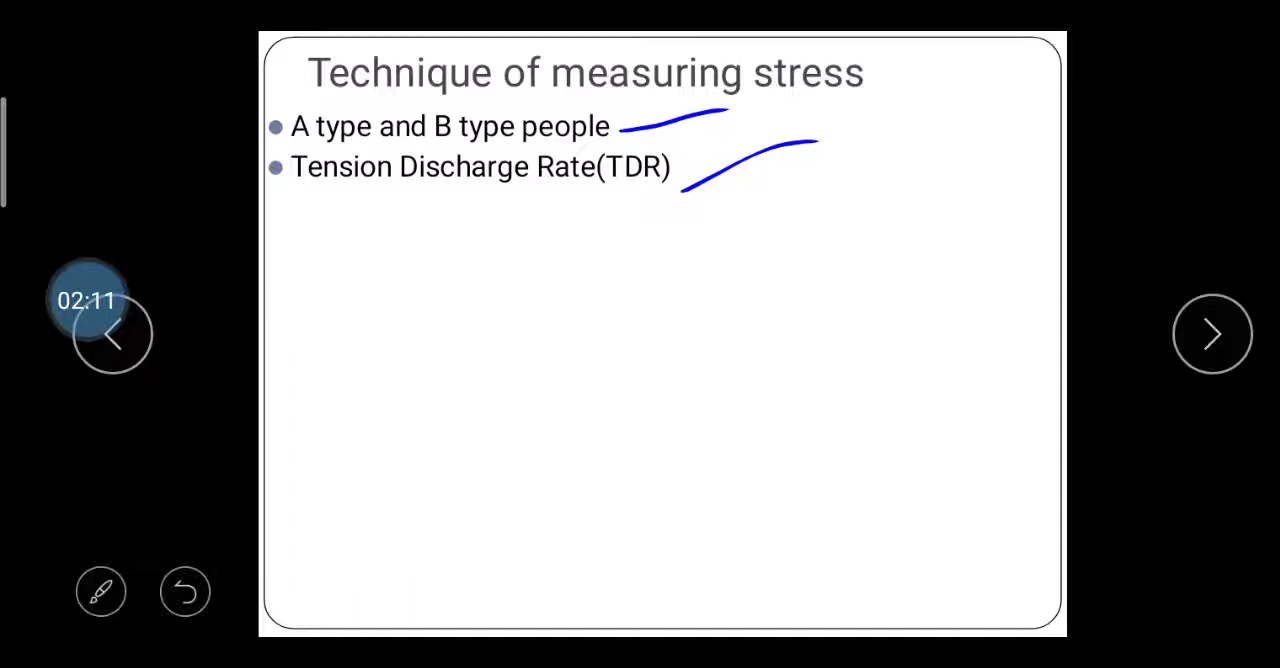 Technique of measuring stress
A type and B type people
Tension Discharge Rate(TDR)
02:11